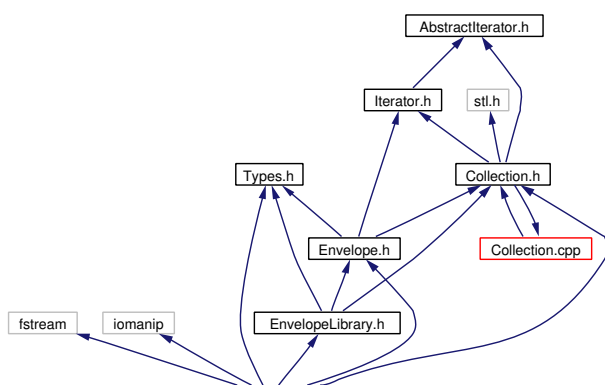 AbstractIterator.h
Iterator.h
stl.h
Types.h
Collection.h
Envelope.h
Collection.cpp
fstream
iomanip
EnvelopeLibrary.h